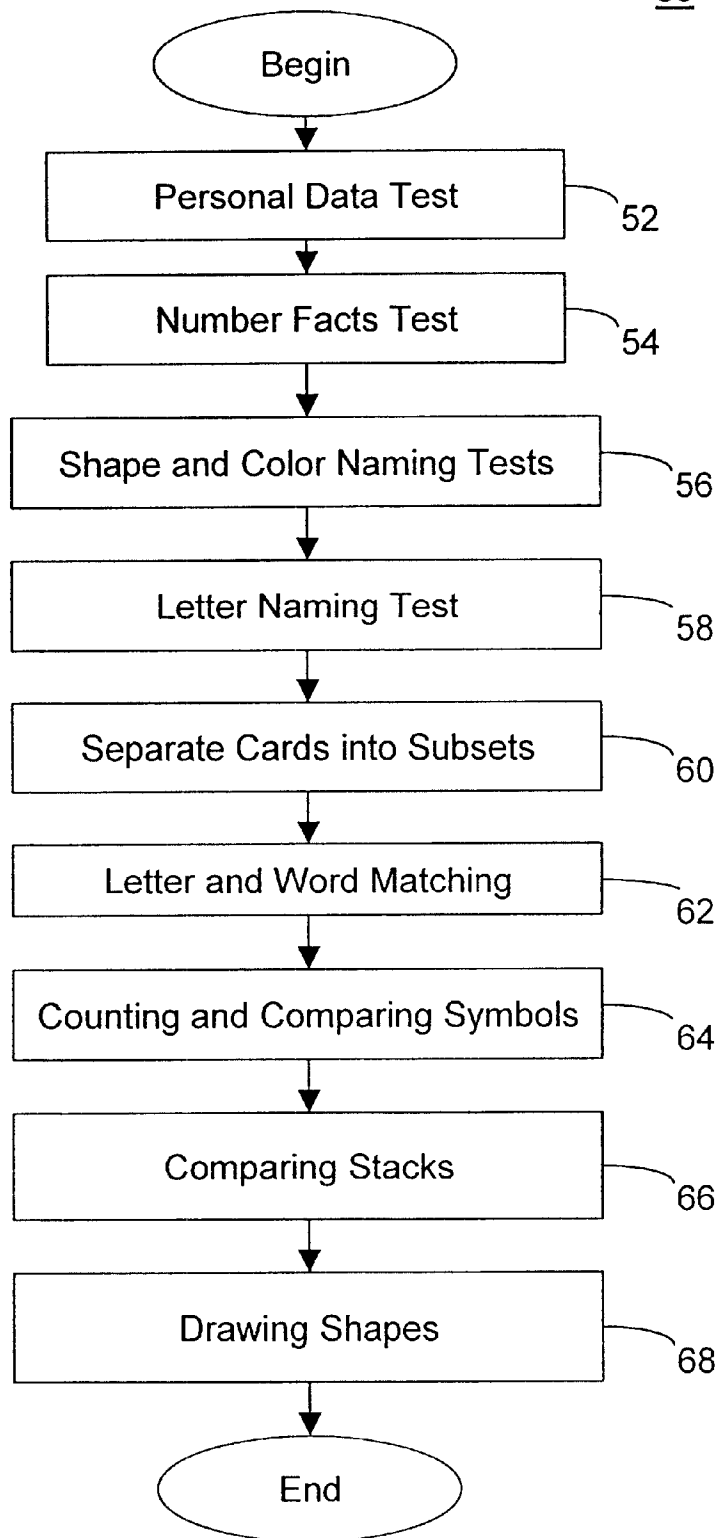 Begin
Personal Data Test
52
Number Facts Test
54
Shape and Color Naming Tests
56
Letter Naming Test
58
Separate Cards into Subsets
60
Letter and Word Matching
62
Counting and Comparing Symbols
64
Comparing Stacks
66
Drawing Shapes
68
End